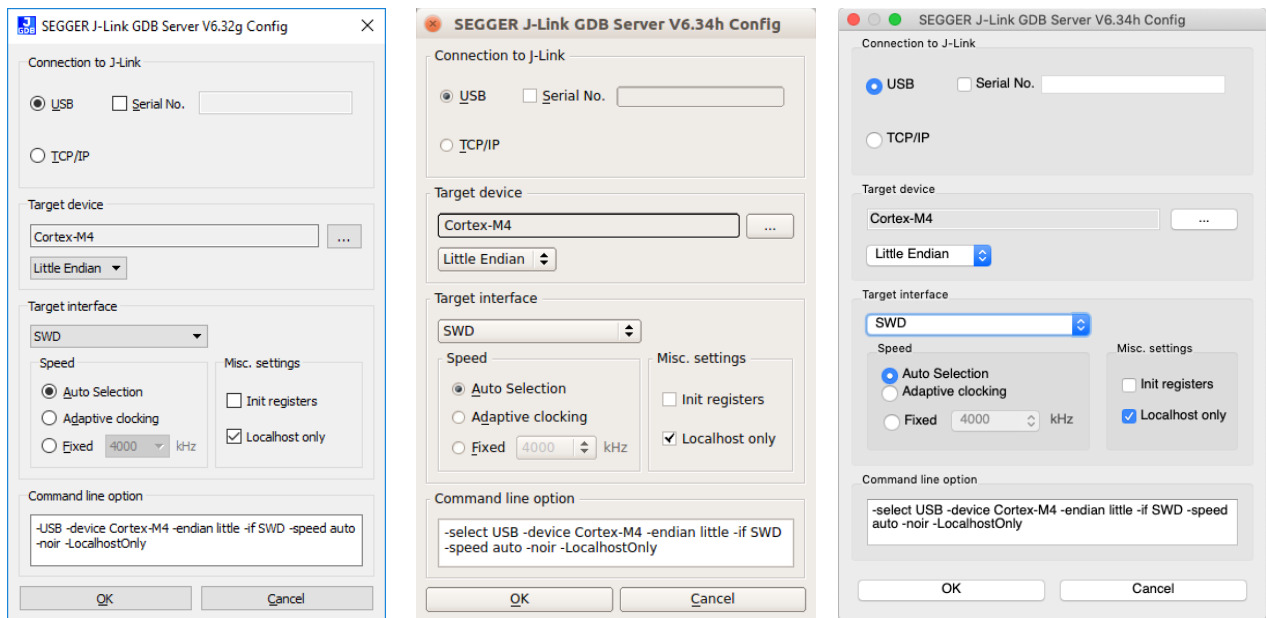 SEGGER J-Link GDB Server V6.32g Config
Connection to J-Link
USB Serial No.
TCP/IP
Target device
Cortex-M4 ...
Little Endian
Target interface
SWD
Speed Misc. settings
Auto Selection
Init registers
Adaptive clocking
Localhost only
Fixed 4000 kHz
Command line option
-USB -device Cortex-M4 -endian little -if SWD -speed auto
-noir -LocalhostOnly
OK Cancel
SEGGER J-Link GDB Server V6.34h Config
Connection to J-Link
USB Serial No.
TCP/IP
Target device
Cortex-M4 ...
Little Endian
Target interface
SWD
Speed Misc. settings
Auto Selection
Init registers
Adaptive clocking
Localhost only
Fixed 4000 kHz
Command line option
-select USB -device Cortex-M4 -endian little -if SWD
-speed auto -noir -LocalhostOnly
OK Cancel
SEGGER J-Link GDB Server V6.34h Config
Connection to J-Link
USB Serial No.
TCP/IP
Target device
Cortex-M4 ...
Little Endian
Target interface
SWD
Speed Misc. settings
Auto Selection
Init registers
Adaptive clocking
Localhost only
Fixed 4000 kHz
Command line option
-select USB -device Cortex-M4 -endian little -if SWD -speed
auto -noir -LocalhostOnly
OK Cancel